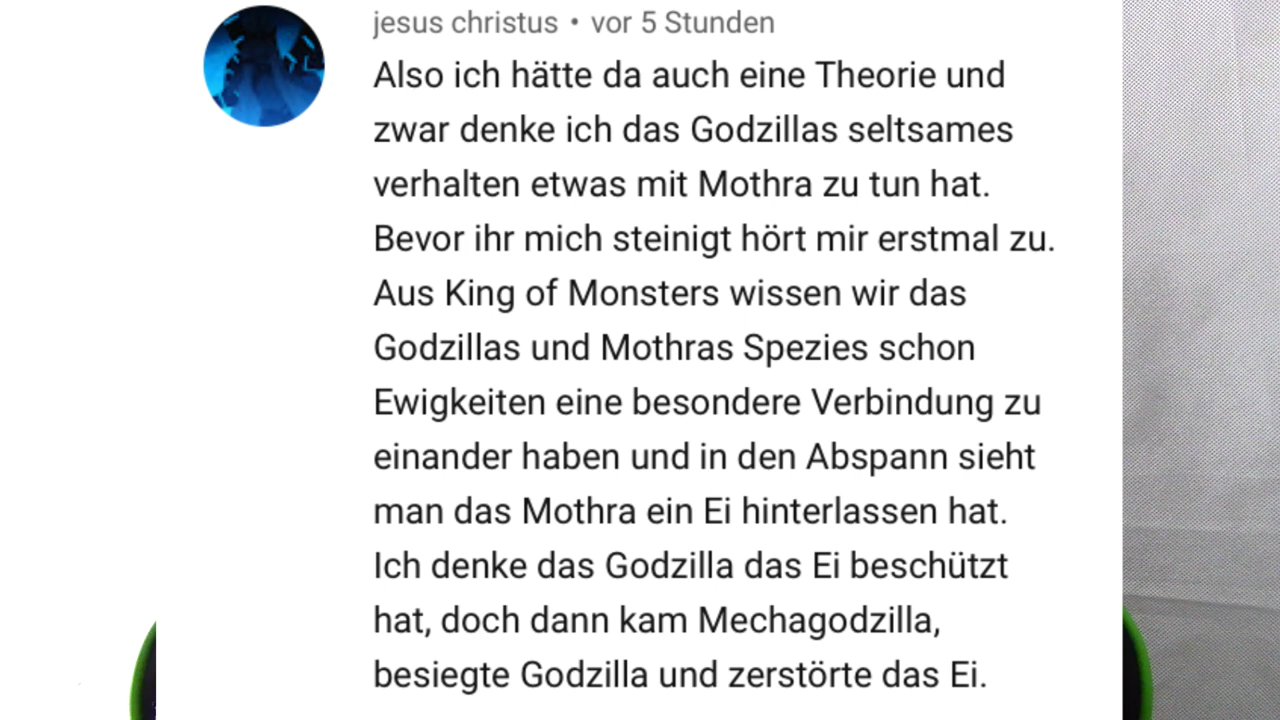 jesus christus • vor 5 Stunden
Also ich hätte da auch eine Theorie und
zwar denke ich das Godzillas seltsames
verhalten etwas mit Mothra zu tun hat.
Bevor ihr mich steinigt hört mir erstmal zu.
Aus King of Monsters wissen wir das
Godzillas und Mothras Spezies schon
Ewigkeiten eine besondere Verbindung zu
einander haben und in den Abspann sieht
man das Mothra ein Ei hinterlassen hat.
Ich denke das Godzilla das Ei beschützt
hat, doch dann kam Mechagodzilla,
besiegte Godzilla und zerstörte das Ei.